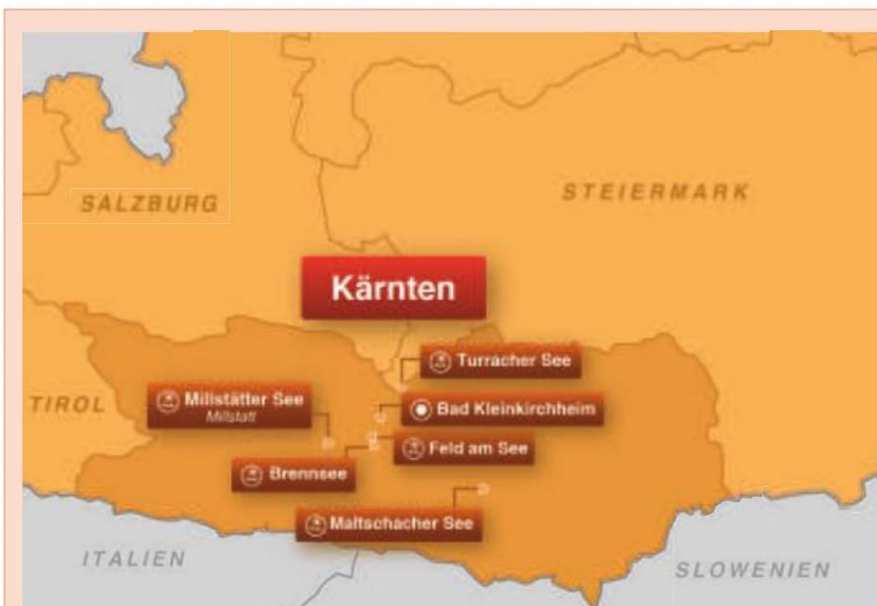 SALZBURG
STEIERMARK
Kärnten
Turracher See
TIROL
Millstätter See
Millstatt
Bad Kleinkirchheim
Feld am See
Brennsee
Maltschacher See
ITALIEN
SLOWENIEN